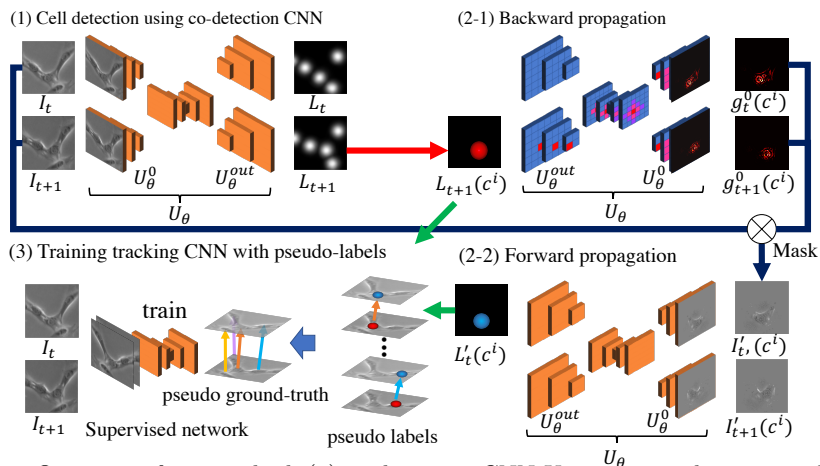 (1) Cell detection using co-detection CNN
I_t
I_{t+1}
U_θ^0
U_θ^{out}
U_θ
L_t
L_{t+1}
L_{t+1}(c^i)
(2-1) Backward propagation
U_θ^{out}
U_θ^0
U_θ
g_t^0(c^i)
g_{t+1}^0(c^i)
Mask
(3) Training tracking CNN with pseudo-labels
I_t
I_{t+1}
train
pseudo ground-truth
Supervised network
pseudo labels
L'_t(c^i)
(2-2) Forward propagation
U_θ^{out}
U_θ^0
U_θ
I'_t,(c^i)
I'_{t+1}(c^i)